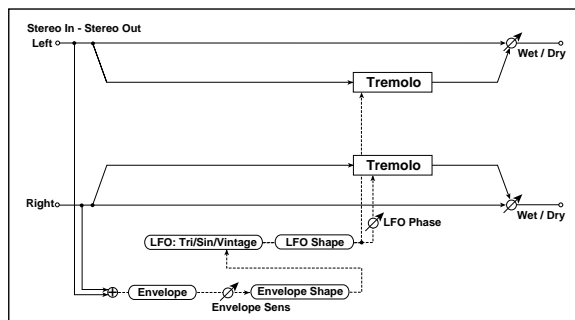 Stereo In - Stereo Out
Left
Wet / Dry
Tremolo
Tremolo
Right
Wet / Dry
LFO Phase
LFO: Tri/Sin/Vintage
LFO Shape
Envelope
Envelope Shape
Envelope Sens